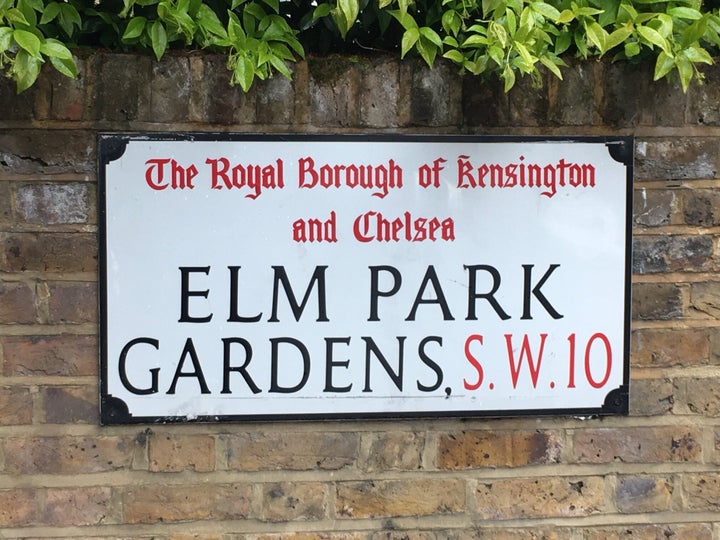 The Royal Borough of Kensington
and Chelsea
ELM PARK
GARDENS, S.W.10